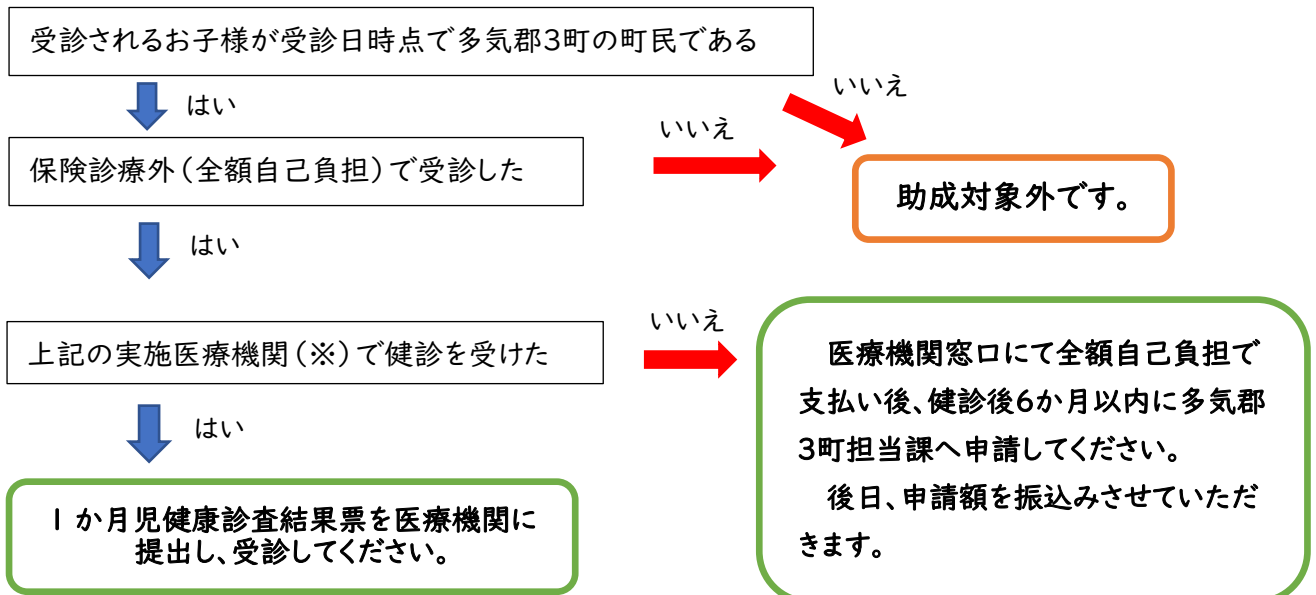 受診されるお子様が受診日時点で多気郡3町の町民である
はい
いいえ
保険診療外(全額自己負担)で受診した
いいえ
助成対象外です。
はい
上記の実施医療機関(※)で健診を受けた
いいえ
はい
1か月児健康診査結果票を医療機関に
提出し、受診してください。
医療機関窓口にて全額自己負担で
支払い後、健診後6か月以内に多気郡
3町担当課へ申請してください。
後日、申請額を振込みさせていただ
きます。